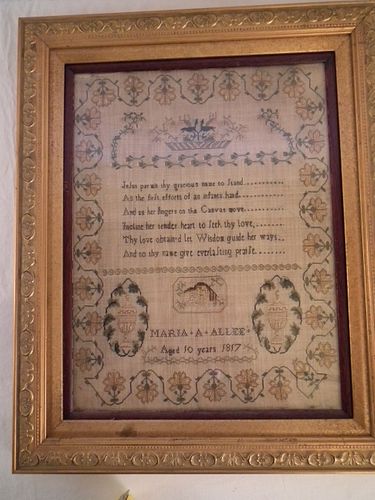 Jesus permit thy gracious name to stand............
As the first efforts of an infants hand............
And as her fingers on the Canvas move............
Incline her tender heart to seek thy love,............
Thy love obtain'd let Wisdom guide her ways...
And on thy name give everlasting praise............
MARIA * A * ALLEE *
Aged 10 years 1817